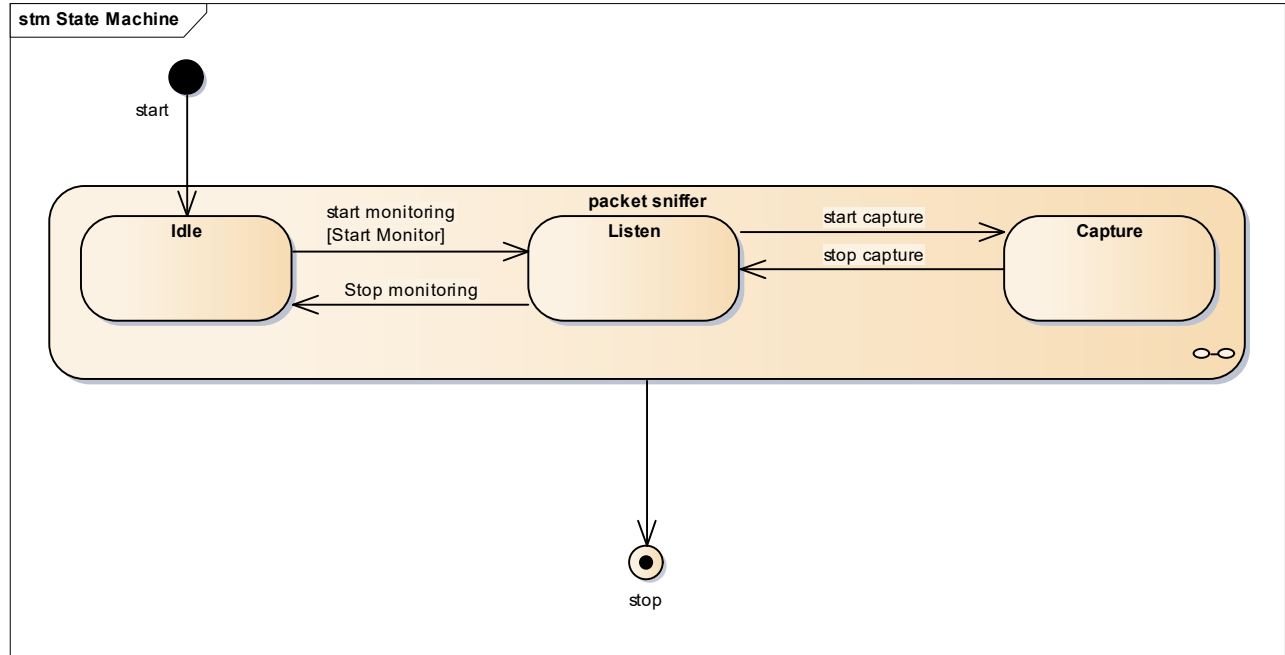 stm State Machine
start
packet sniffer
Idle
start monitoring
[Start Monitor]
Listen
start capture
Capture
stop capture
Stop monitoring
stop